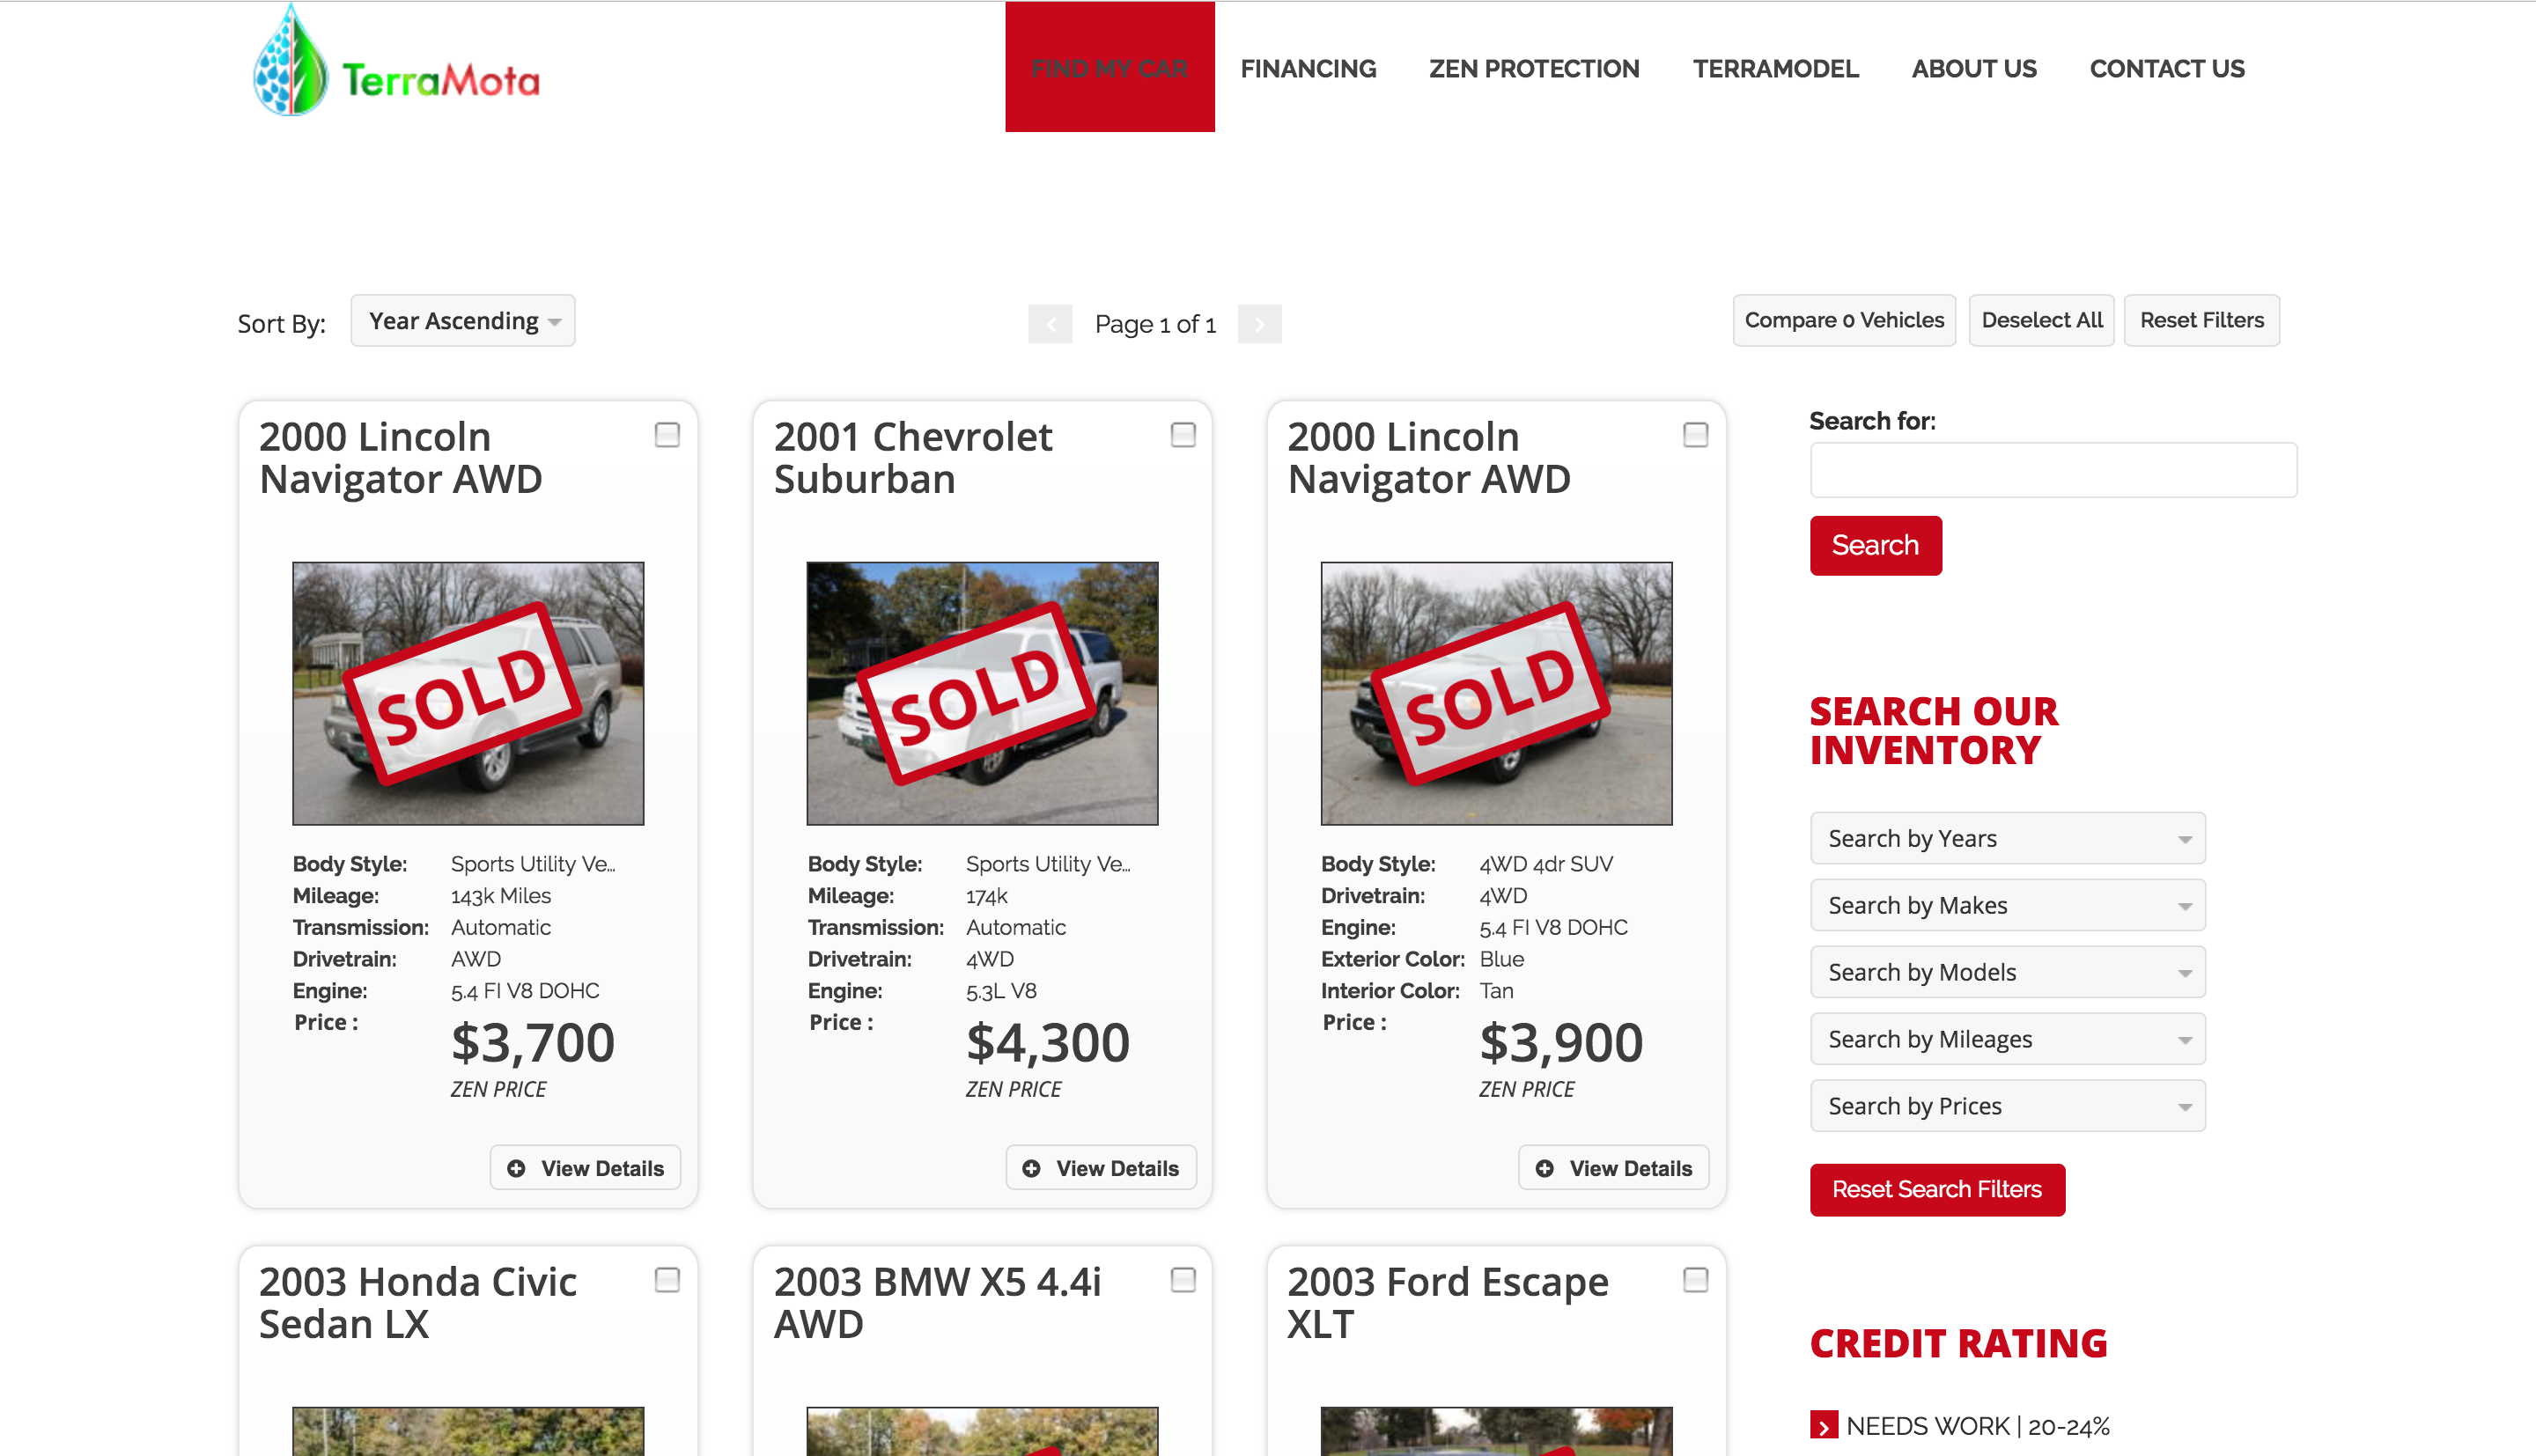 TerraMota
FIND MY CAR
FINANCING
ZEN PROTECTION
TERRAMODEL
ABOUT US
CONTACT US
Sort By:
Year Ascending
Page 1 of 1
Compare 0 Vehicles
Deselect All
Reset Filters
2000 Lincoln
Navigator AWD
SOLD
Body Style: Sports Utility Ve...
Mileage: 143k Miles
Transmission: Automatic
Drivetrain: AWD
Engine: 5.4 FI V8 DOHC
Price : $3,700
ZEN PRICE
View Details
2001 Chevrolet
Suburban
SOLD
Body Style: Sports Utility Ve...
Mileage: 174k
Transmission: Automatic
Drivetrain: 4WD
Engine: 5.3L V8
Price : $4,300
ZEN PRICE
View Details
2000 Lincoln
Navigator AWD
SOLD
Body Style: 4WD 4dr SUV
Drivetrain: 4WD
Engine: 5.4 FI V8 DOHC
Exterior Color: Blue
Interior Color: Tan
Price : $3,900
ZEN PRICE
View Details
2003 Honda Civic
Sedan LX
2003 BMW X5 4.4i
AWD
2003 Ford Escape
XLT
Search for:
Search
SEARCH OUR
INVENTORY
Search by Years
Search by Makes
Search by Models
Search by Mileages
Search by Prices
Reset Search Filters
CREDIT RATING
NEEDS WORK | 20-24%